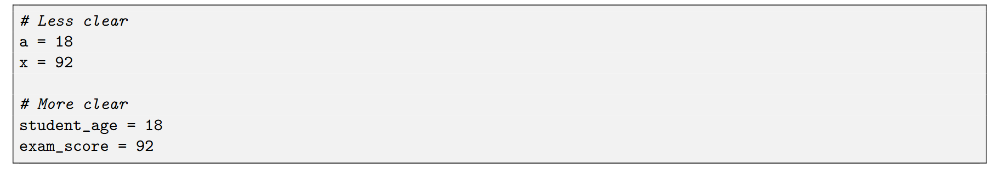 # Less clear
a = 18
x = 92
# More clear
student_age = 18
exam_score = 92